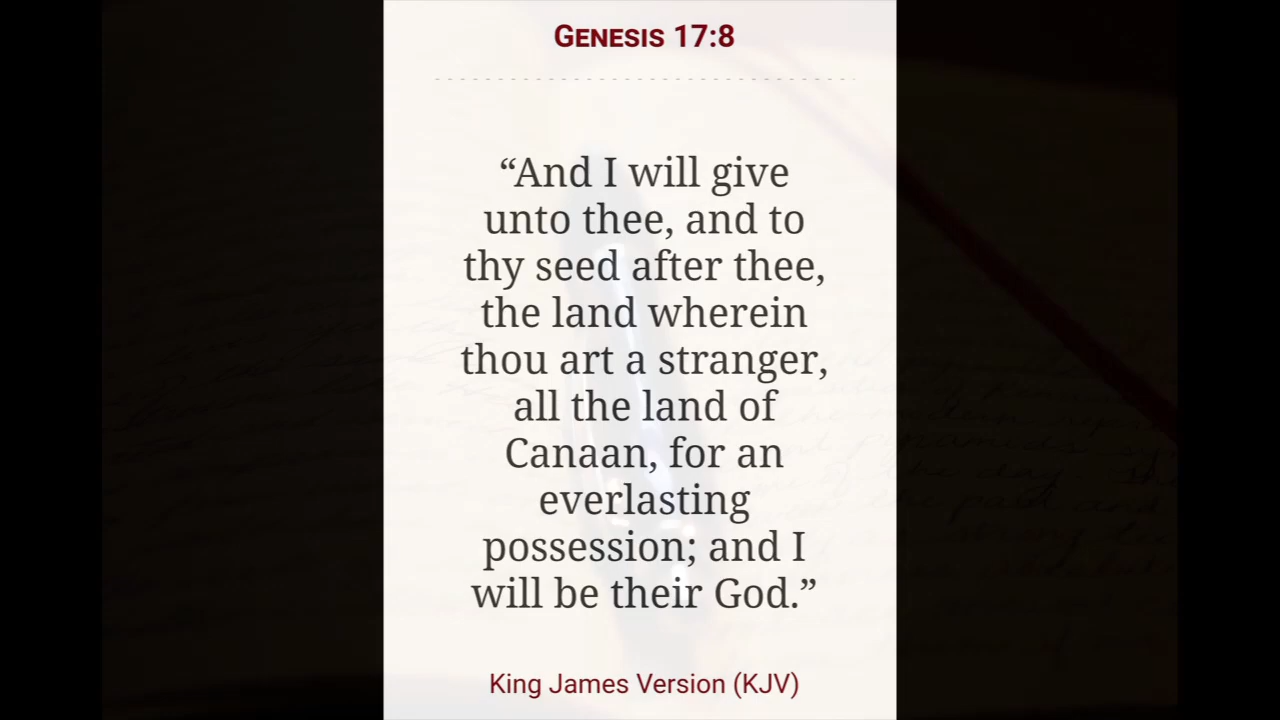 GENESIS 17:8
“And I will give
unto thee, and to
thy seed after thee,
the land wherein
thou art a stranger,
all the land of
Canaan, for an
everlasting
possession; and I
will be their God.”
King James Version (KJV)